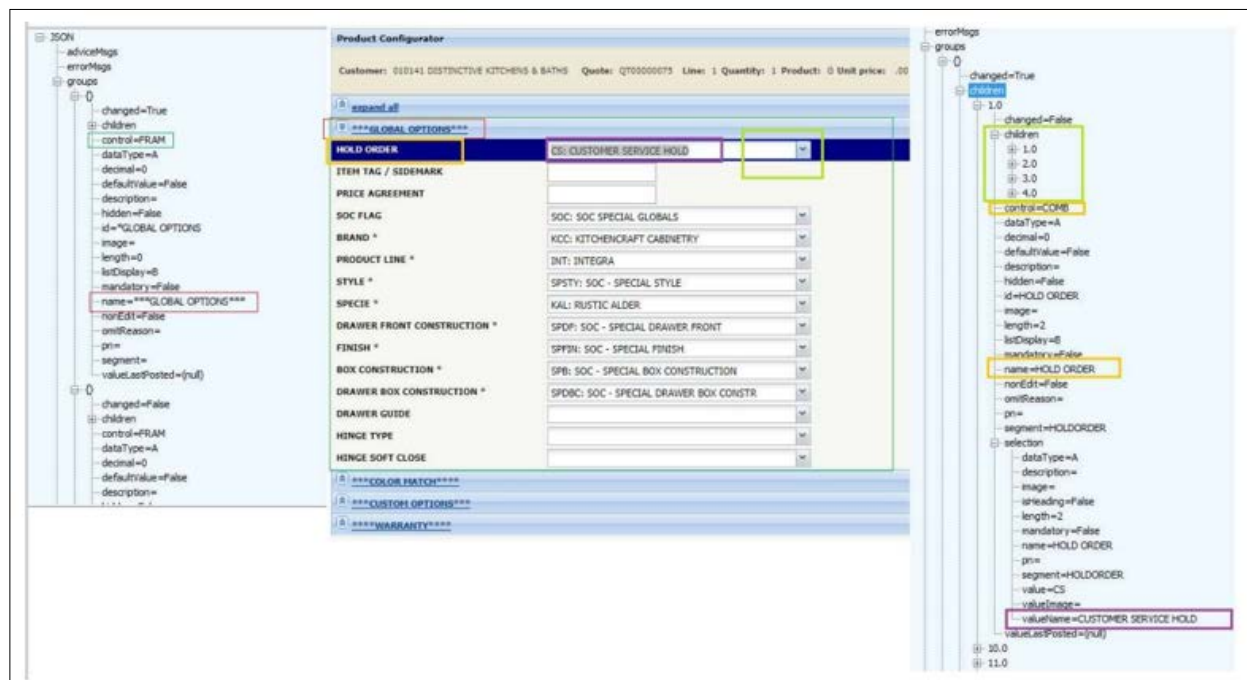 JSON
adviceMsgs
errorMsgs
groups
{}
changed=True
children
control=FRAM
dataType=A
decimal=0
defaultValue=False
description=
hidden=False
id=*GLOBAL OPTIONS
image=
length=0
listDisplay=B
mandatory=False
name=***GLOBAL OPTIONS***
nonEdit=False
omitReason=
pn=
segment=
valueLastPosted=(null)
{}
changed=False
children
control=FRAM
dataType=A
decimal=0
defaultValue=False
description=
Product Configurator
Customer: 010141 DISTINCTIVE KITCHENS & BATHS Quote: QT00000075 Line: 1 Quantity: 1 Product: 0 Unit price: .00
expand all
***GLOBAL OPTIONS***
HOLD ORDER CS: CUSTOMER SERVICE HOLD
ITEM TAG / SIDEMARK
PRICE AGREEMENT
SOC FLAG SOC: SOC SPECIAL GLOBALS
BRAND * KCC: KITCHENCRAFT CABINETRY
PRODUCT LINE * INT: INTEGRA
STYLE * SPSTY: SOC - SPECIAL STYLE
SPECIE * KAL: RUSTIC ALDER
DRAWER FRONT CONSTRUCTION * SPDF: SOC - SPECIAL DRAWER FRONT
FINISH * SPFIN: SOC - SPECIAL FINISH
BOX CONSTRUCTION * SPB: SOC - SPECIAL BOX CONSTRUCTION
DRAWER BOX CONSTRUCTION * SPDBC: SOC - SPECIAL DRAWER BOX CONSTR
DRAWER GUIDE
HINGE TYPE
HINGE SOFT CLOSE
***COLOR MATCH****
***CUSTOM OPTIONS***
****WARRANTY****
errorMsgs
groups
{}
changed=True
children
1.0
changed=False
children
1.0
2.0
3.0
4.0
control=COMB
dataType=A
decimal=0
defaultValue=False
description=
hidden=False
id=HOLD ORDER
image=
length=2
listDisplay=B
mandatory=False
name=HOLD ORDER
nonEdit=False
omitReason=
pn=
segment=HOLDORDER
selection
dataType=A
description=
image=
isHeading=False
length=2
mandatory=False
name=HOLD ORDER
pn=
segment=HOLDORDER
value=CS
valueImage=
valueName=CUSTOMER SERVICE HOLD
valueLastPosted=(null)
10.0
11.0